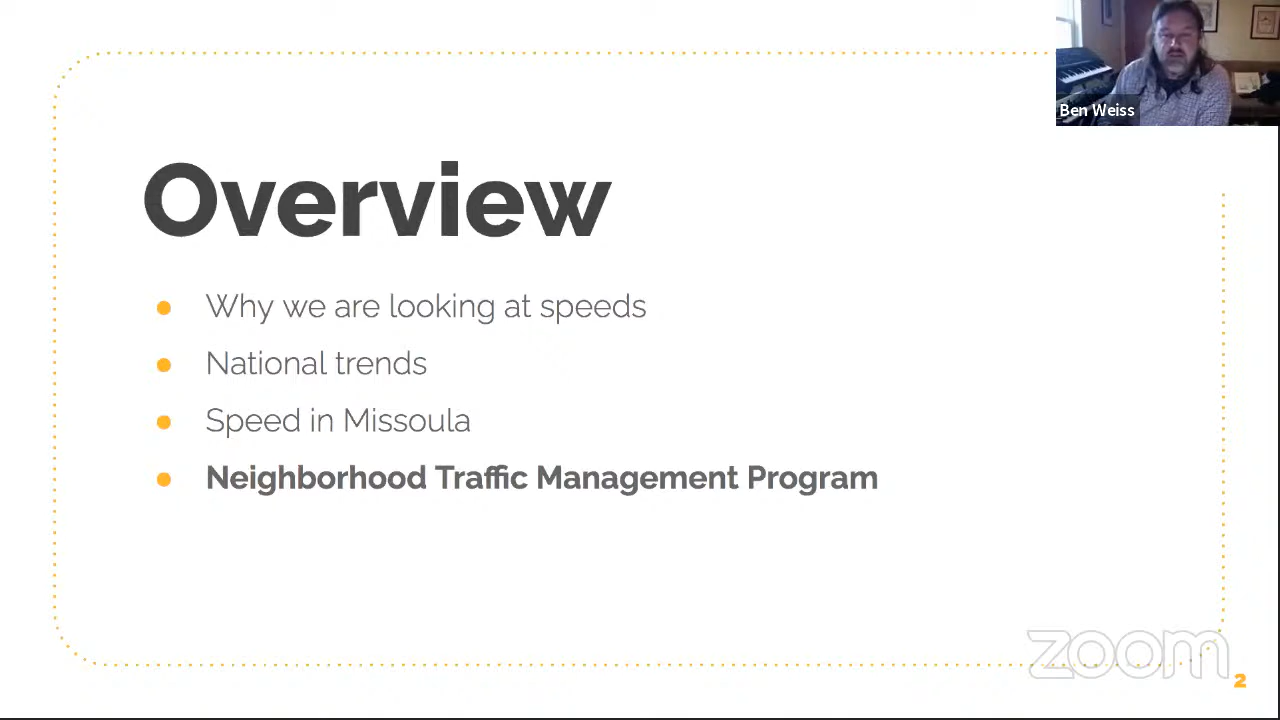 Ben Weiss
Overview
Why we are looking at speeds
National trends
Speed in Missoula
Neighborhood Traffic Management Program
zoom
2